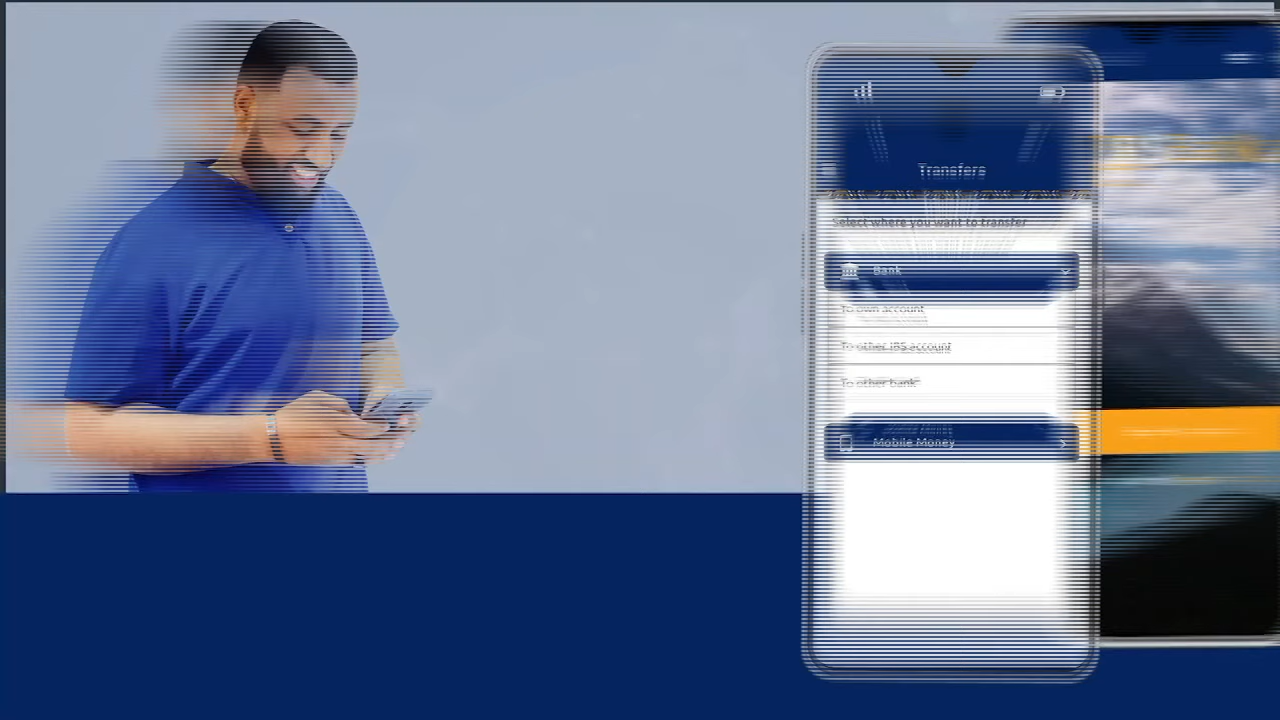 Transfers
Select where you want to transfer
Bank
To own account
To other IBS account
To other bank
Mobile Money